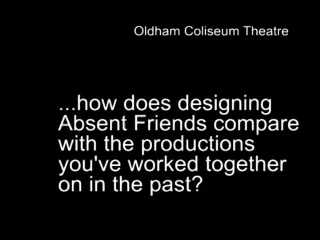 Oldham Coliseum Theatre
...how does designing
Absent Friends compare
with the productions
you've worked together
on in the past?